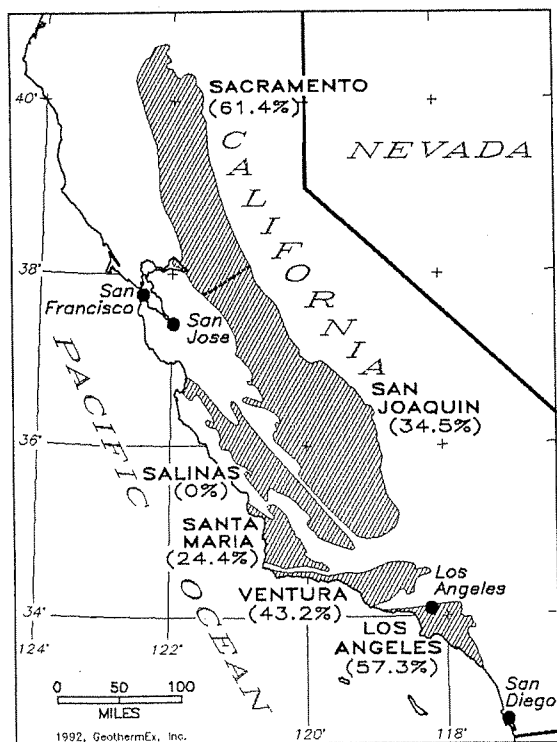 SACRAMENTO
(61.4%)
40°
CALIFORNIA
NEVADA
38°
San
Francisco
San
Jose
PACIFIC
OCEAN
SAN
JOAQUIN
(34.5%)
36°
SALINAS
(0%)
SANTA
MARIA
(24.4%)
VENTURA
(43.2%)
Los
Angeles
34°
LOS
ANGELES
(57.3%)
124°
122°
0 50 100
MILES
San
Diego
120°
118°
1992, GeothermEx, Inc.